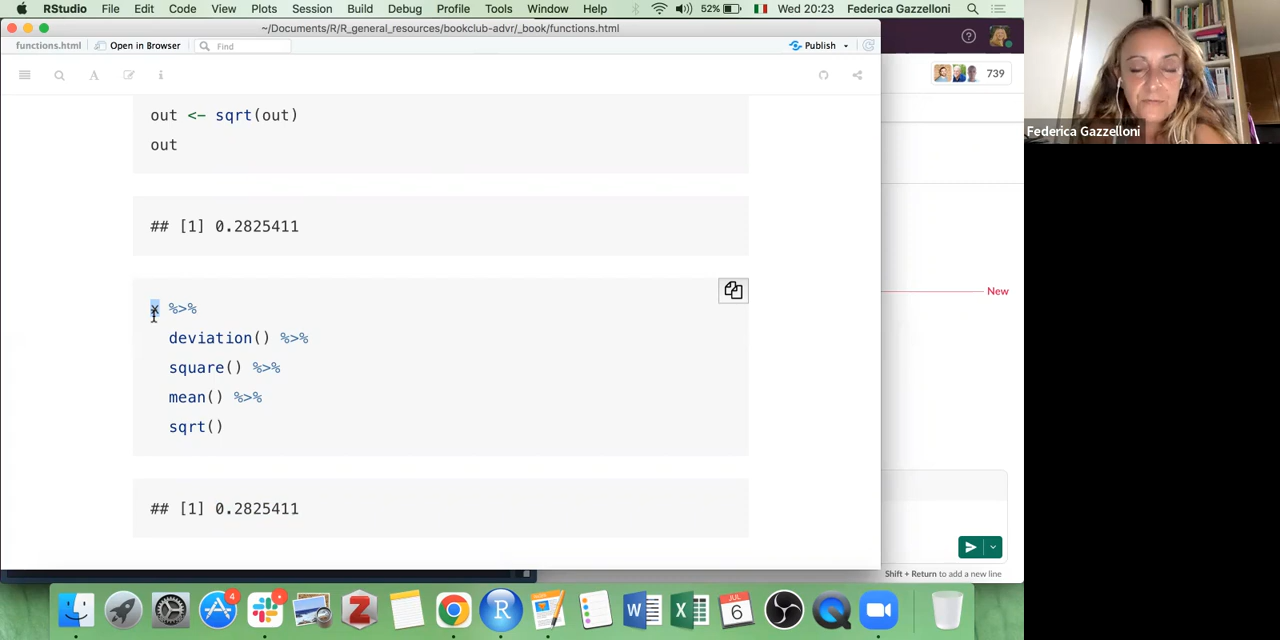 RStudio File Edit Code View Plots Session Build Debug Profile Tools Window Help 52% Wed 20:23 Federica Gazzelloni
~/Documents/R/R_general_resources/bookclub-advr/_book/functions.html
functions.html Open in Browser Find Publish
A i 739
out <- sqrt(out)
out
## [1] 0.2825411
x %>%
deviation() %>%
square() %>%
mean() %>%
sqrt()
## [1] 0.2825411
New
Shift + Return to add a new line
Federica Gazzelloni
4
Z R W X JUL 6